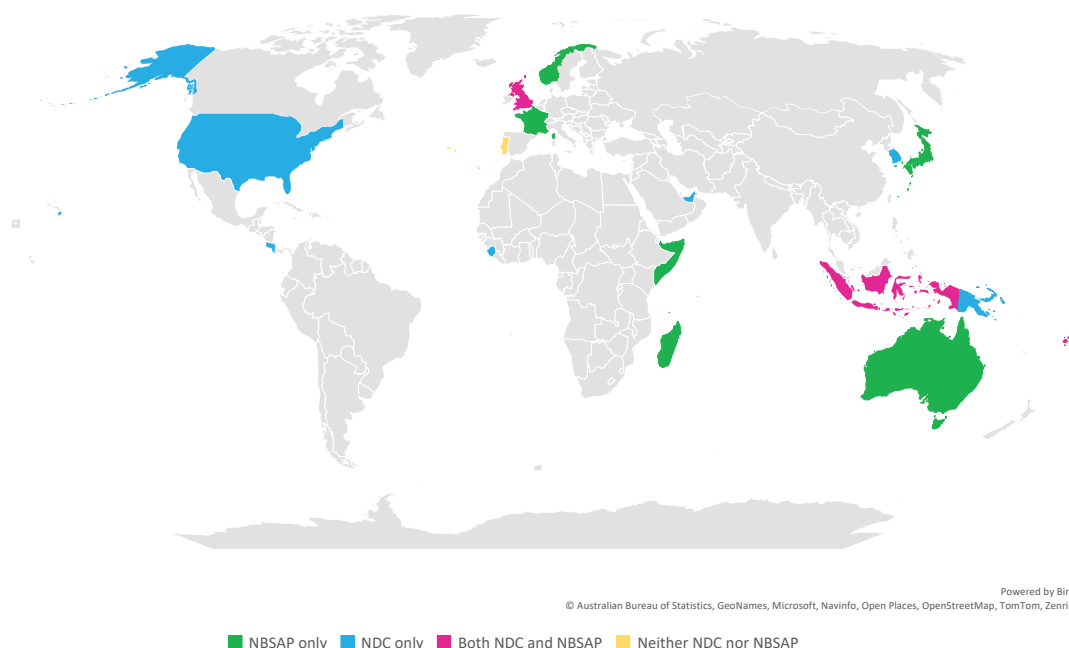 Powered by Bin
© Australian Bureau of Statistics, GeoNames, Microsoft, Navinfo, Open Places, OpenStreetMap, TomTom, Zenri
NBSAP only NDC only Both NDC and NBSAP Neither NDC nor NBSAP